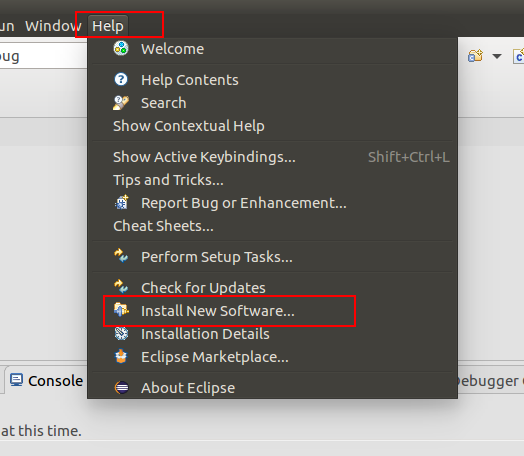 un Window Help
ug
Welcome
Help Contents
Search
Show Contextual Help
Show Active Keybindings... Shift+Ctrl+L
Tips and Tricks...
Report Bug or Enhancement...
Cheat Sheets...
Perform Setup Tasks...
Check for Updates
Install New Software...
Installation Details
Eclipse Marketplace...
About Eclipse
Console Debugger
at this time.